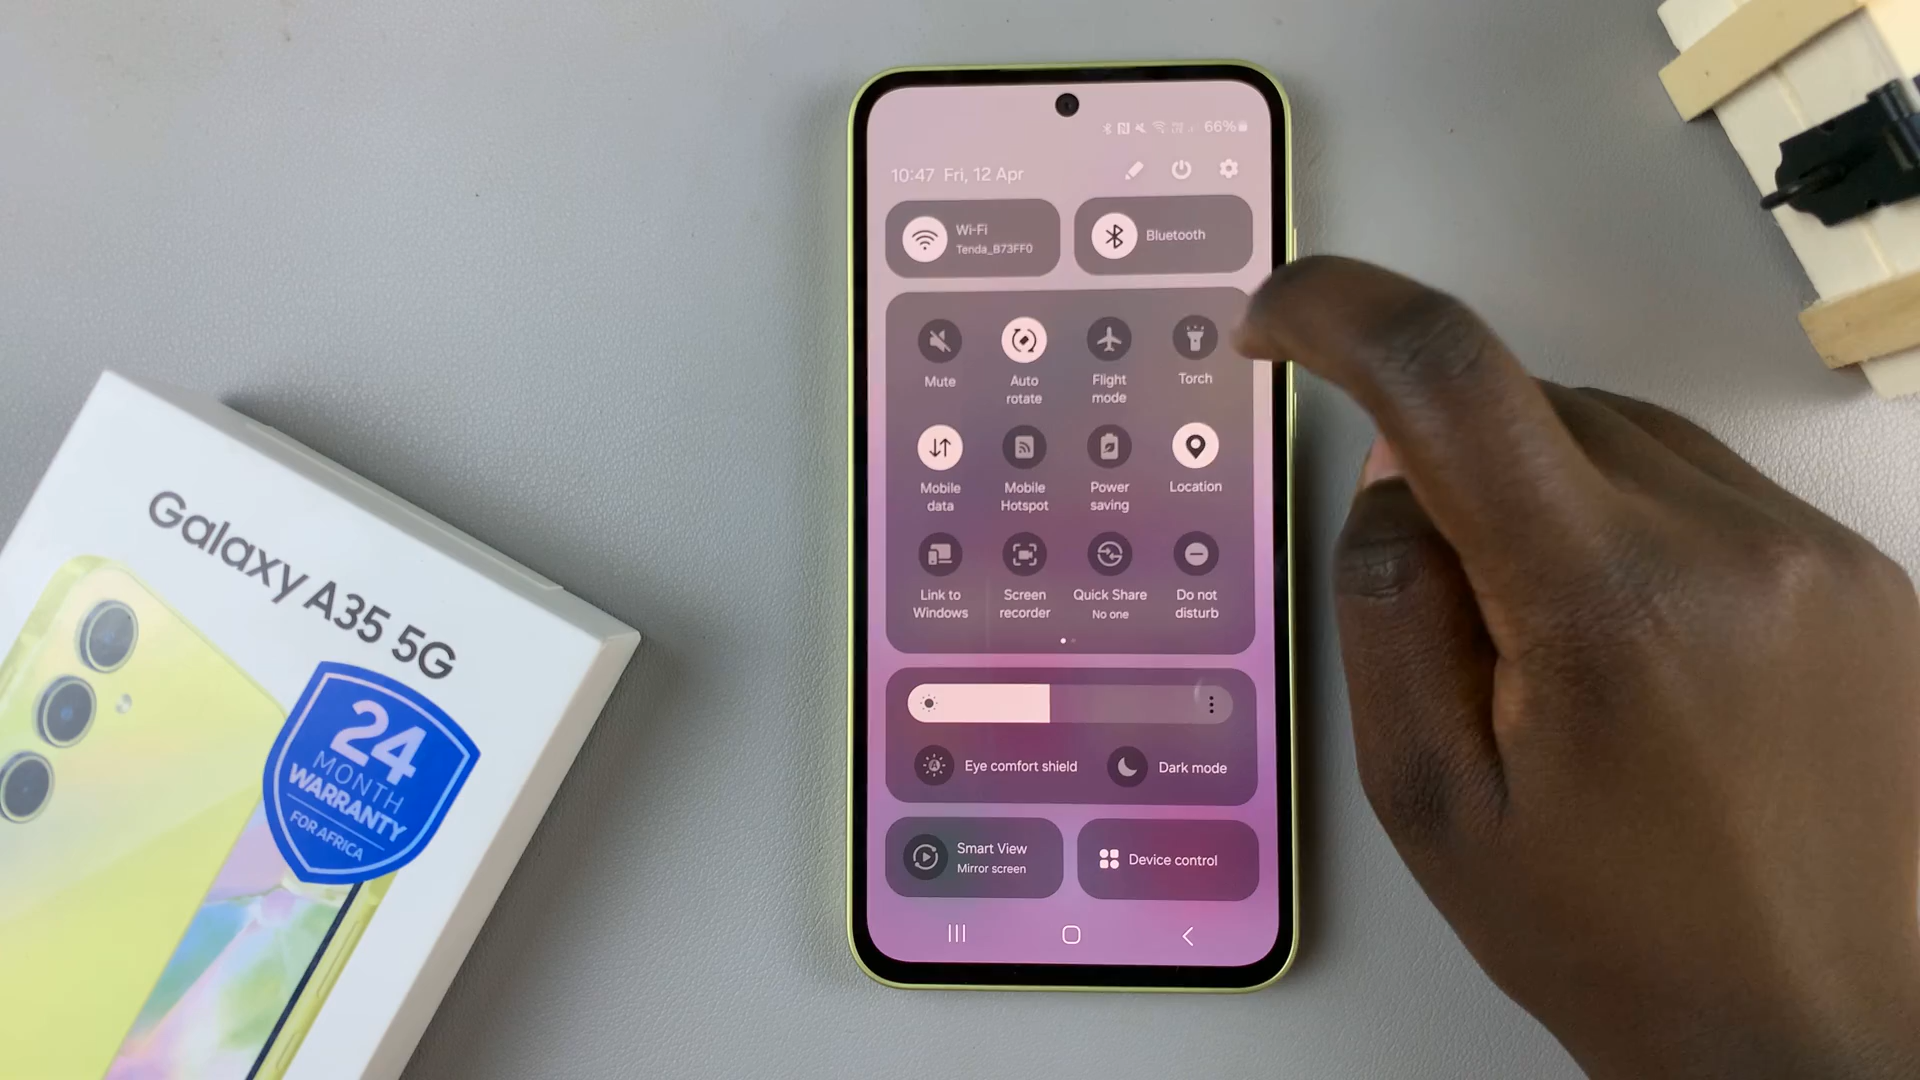 66%
10:47 Fri, 12 Apr
Wi-Fi
Tenda_B73FF0
Bluetooth
Mute
Auto
rotate
Flight
mode
Torch
Mobile
data
Mobile
Hotspot
Power
saving
Location
Link to
Windows
Screen
recorder
Quick Share
No one
Do not
disturb
Eye comfort shield
Dark mode
Smart View
Mirror screen
Device control
Galaxy A35 5G
24
MONTH
WARRANTY
FOR AFRICA